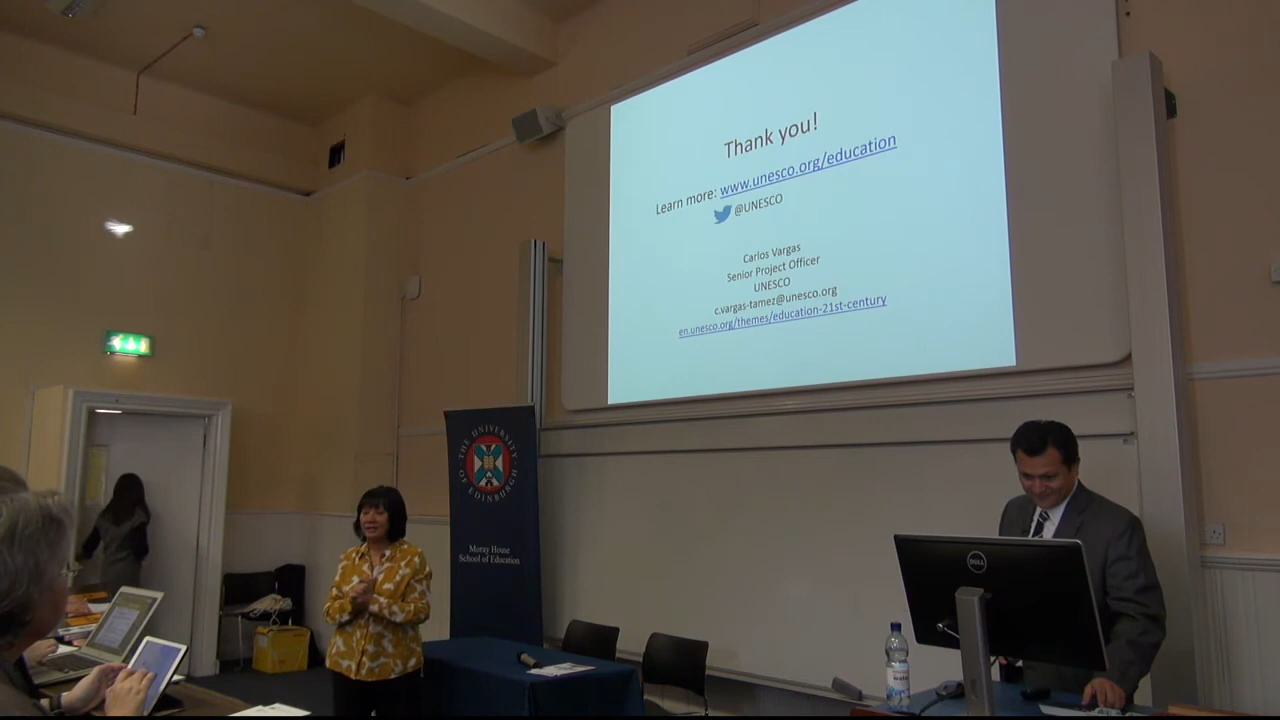 Thank you!
Learn more: www.unesco.org/education
@UNESCO
Carlos Vargas
Senior Project Officer
UNESCO
c.vargas-tamez@unesco.org
en.unesco.org/themes/education-21st-century
THE UNIVERSITY OF EDINBURGH
Moray House
School of Education
DELL